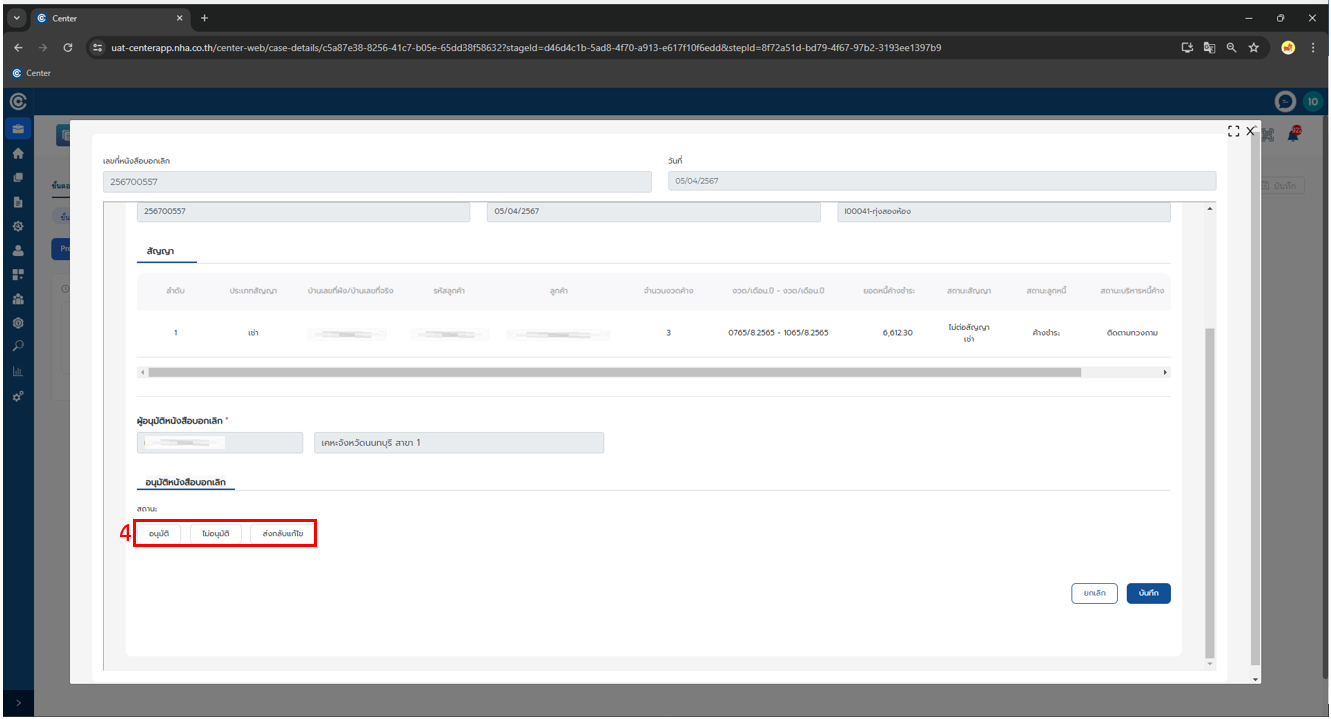 Center
uat-centerapp.nha.co.th/center-web/case-details/c5a87e38-8256-41c7-b05e-65dd38f58632?stageId=d46d4c1b-5ad8-4f70-a913-e617f10f6edd&stepId=8f72a51d-bd79-4f67-97b2-3193ee1397b9
Center
10
เลขที่หนังสือบอกเลิก วันที่
256700557 05/04/2567
บันทึก
256700557 05/04/2567 I00041-ทุ่งสองห้อง
สัญญา
ลำดับ ประเภทสัญญา บ้านเลขที่ผัง/บ้านเลขที่จริง รหัสลูกค้า ลูกค้า จำนวนงวดค้าง งวด/เดือน.ปี - งวด/เดือน.ปี ยอดหนี้ค้างชำระ สถานะสัญญา สถานะลูกหนี้ สถานะบริหารหนี้ค้าง
1 เช่า 3 0765/8.2565 - 1065/8.2565 6,612.30 ไม่ต่อสัญญา ค้างชำระ ติดตามทวงถาม
เช่า
ผู้อนุมัติหนังสือบอกเลิก *
เคหะจังหวัดนนทบุรี สาขา 1
อนุมัติหนังสือบอกเลิก
สถานะ
4 อนุมัติ ไม่อนุมัติ ส่งกลับแก้ไข
ยกเลิก บันทึก